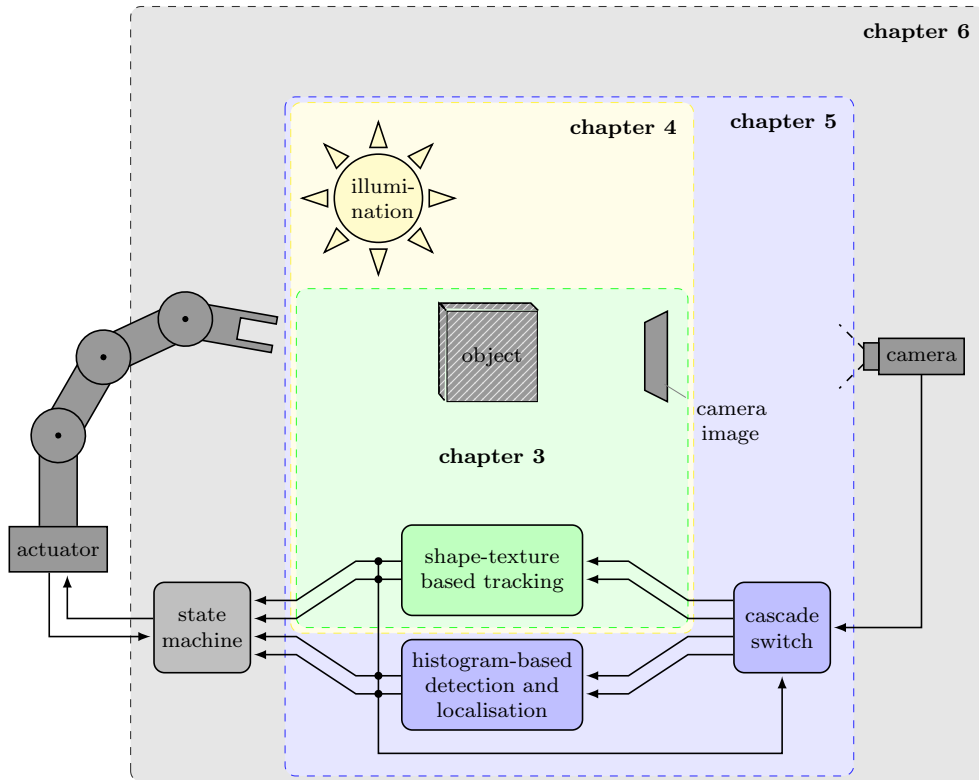 chapter 6
chapter 5
chapter 4
illumi-
nation
object
camera
camera
image
chapter 3
actuator
shape-texture
based tracking
state
machine
cascade
switch
histogram-based
detection and
localisation